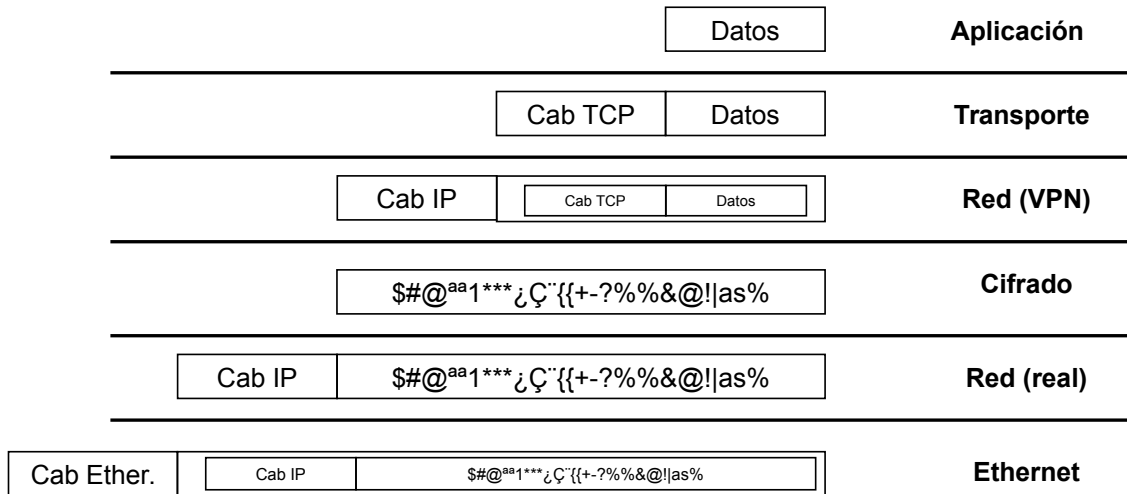 Datos Aplicación
Cab TCP Datos Transporte
Cab IP Cab TCP Datos Red (VPN)
$#@ªª1***¿Ç¨{{+-?%%&@!|as% Cifrado
Cab IP $#@ªª1***¿Ç¨{{+-?%%&@!|as% Red (real)
Cab Ether. Cab IP $#@ªª1***¿Ç¨{{+-?%%&@!|as% Ethernet